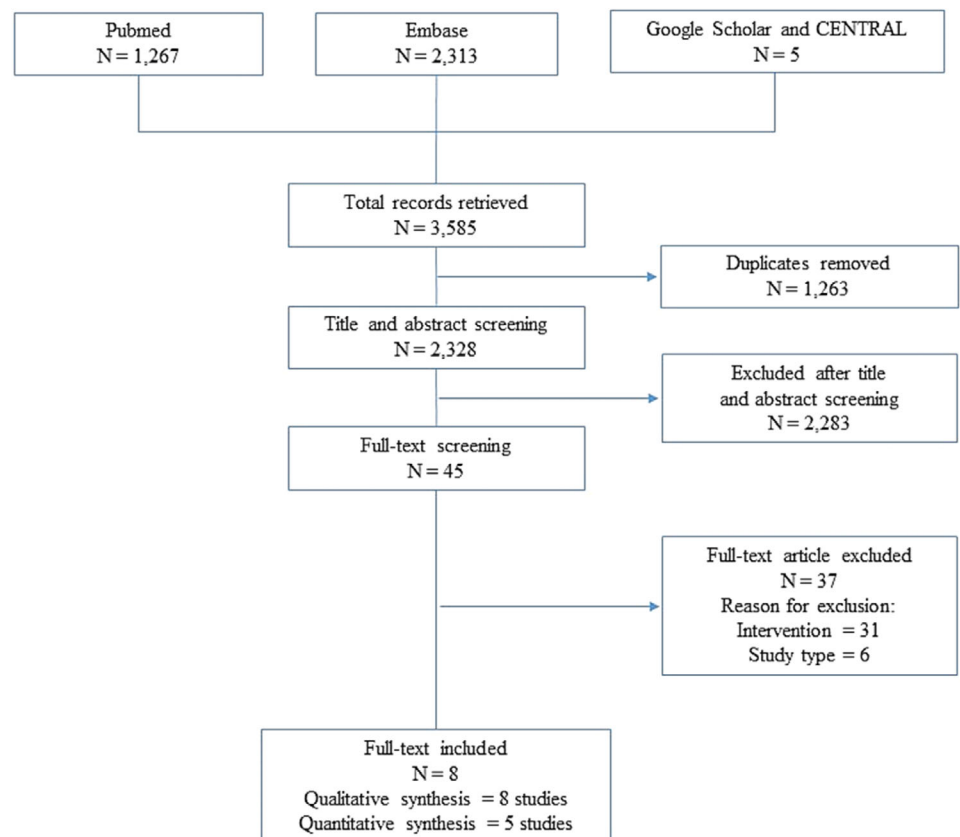 Pubmed
N = 1,267
Embase
N = 2,313
Google Scholar and CENTRAL
N = 5
Total records retrieved
N = 3,585
Duplicates removed
N = 1,263
Title and abstract screening
N = 2,328
Excluded after title
and abstract screening
N = 2,283
Full-text screening
N = 45
Full-text article excluded
N = 37
Reason for exclusion:
Intervention = 31
Study type = 6
Full-text included
N = 8
Qualitative synthesis = 8 studies
Quantitative synthesis = 5 studies